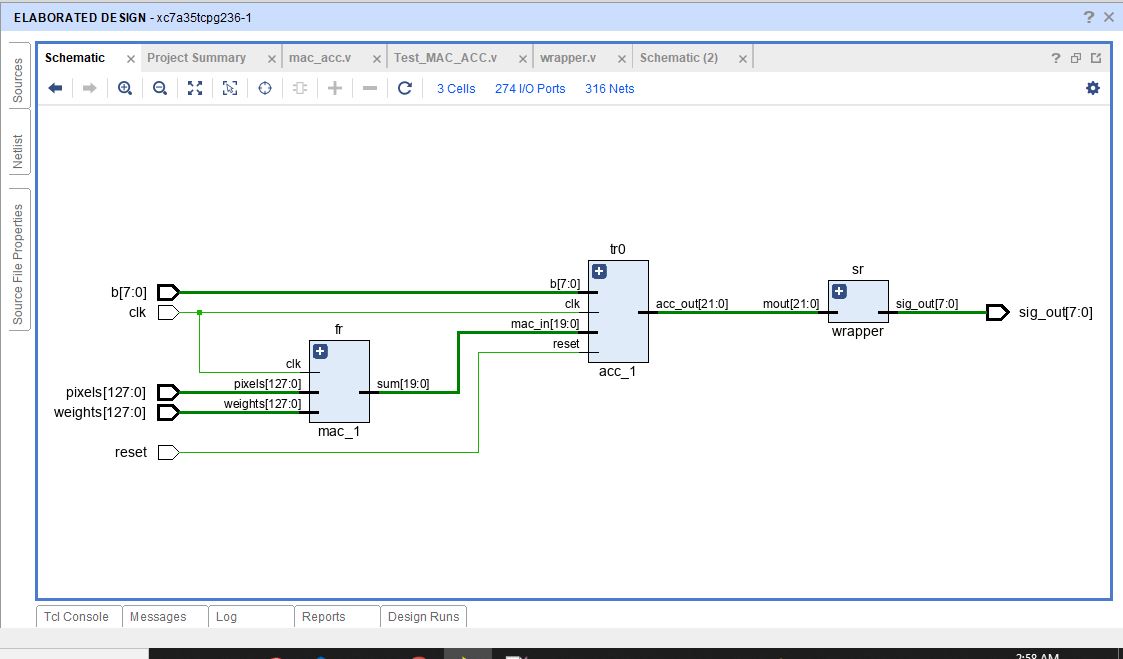 ELABORATED DESIGN - xc7a35tcpg236-1
?
Sources
Netlist
Source File Properties
Schematic
Project Summary
mac_acc.v
Test_MAC_ACC.v
wrapper.v
Schematic (2)
?
3 Cells
274 I/O Ports
316 Nets
tr0
b[7:0]
b[7:0]
clk
clk
acc_out[21:0]
mac_in[19:0]
reset
acc_1
sr
mout[21:0]
sig_out[7:0]
sig_out[7:0]
wrapper
fr
clk
pixels[127:0]
pixels[127:0]
sum[19:0]
weights[127:0]
weights[127:0]
mac_1
reset
Tcl Console
Messages
Log
Reports
Design Runs
2:58 AM